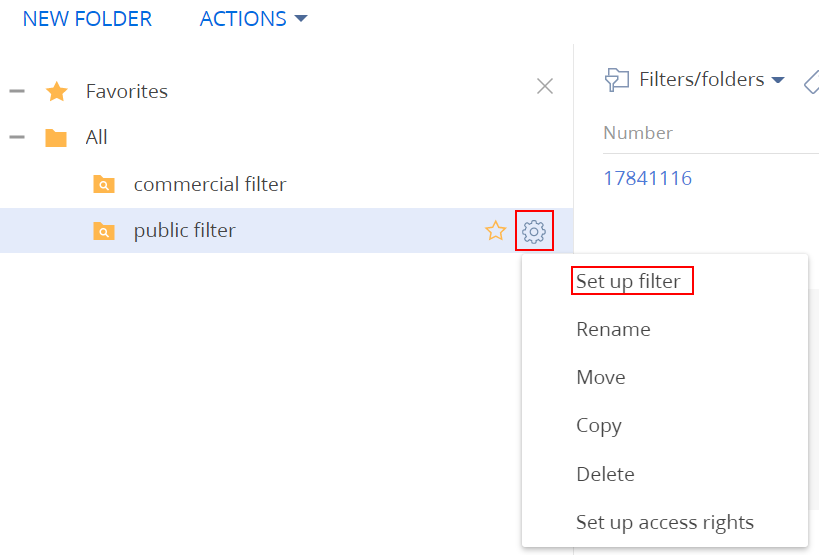 NEW FOLDER ACTIONS
Favorites
All
commercial filter
public filter
Filters/folders
Number
17841116
Set up filter
Rename
Move
Copy
Delete
Set up access rights